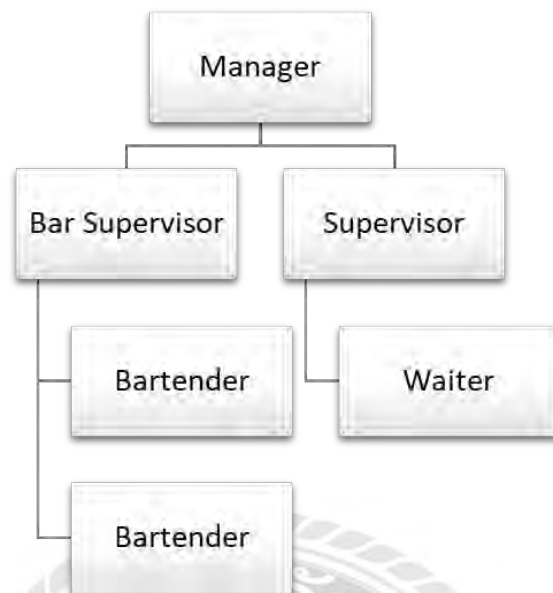 Manager
Bar Supervisor
Supervisor
Bartender
Waiter
Bartender